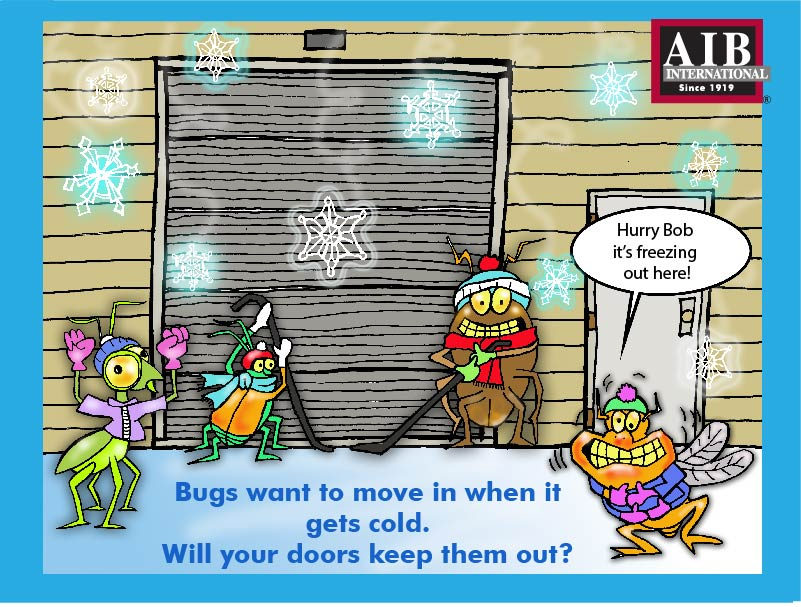 AIB
INTERNATIONAL
Since 1919
®
Hurry Bob
it's freezing
out here!
Bugs want to move in when it
gets cold.
Will your doors keep them out?